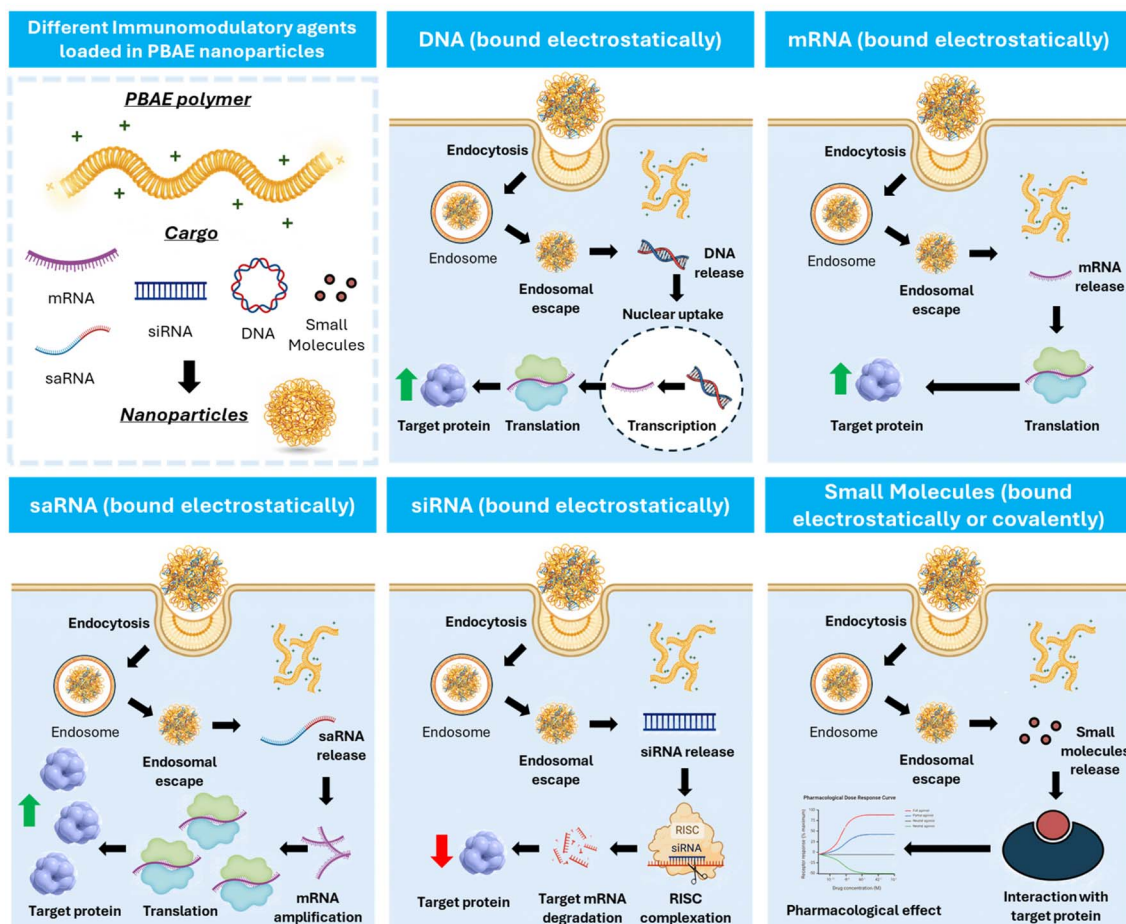 Different Immunomodulatory agents
loaded in PBAE nanoparticles
PBAE polymer
Cargo
mRNA
siRNA
DNA
Small
Molecules
saRNA
Nanoparticles
DNA (bound electrostatically)
Endocytosis
Endosome
Endosomal
escape
DNA
release
Nuclear uptake
Transcription
Translation
Target protein
mRNA (bound electrostatically)
Endocytosis
Endosome
Endosomal
escape
mRNA
release
Translation
Target protein
saRNA (bound electrostatically)
Endocytosis
Endosome
Endosomal
escape
saRNA
release
mRNA
amplification
Translation
Target protein
siRNA (bound electrostatically)
Endocytosis
Endosome
Endosomal
escape
siRNA release
RISC
siRNA
RISC
complexation
Target mRNA
degradation
Target protein
Small Molecules (bound
electrostatically or covalently)
Endocytosis
Endosome
Endosomal
escape
Small
molecules
release
Interaction with
target protein
Pharmacological Dose Response Curve
Receptor response (% maximum)
Drug concentration (M)
Pharmacological effect